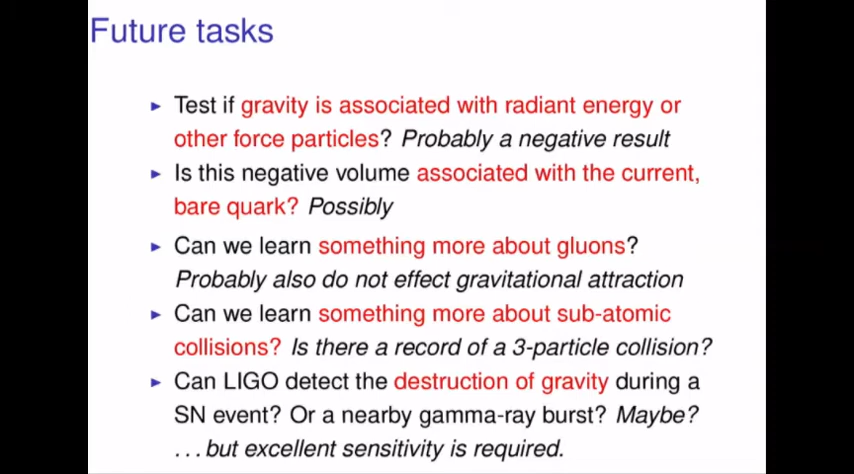 Future tasks
▶ Test if gravity is associated with radiant energy or
other force particles? Probably a negative result
▶ Is this negative volume associated with the current,
bare quark? Possibly
▶ Can we learn something more about gluons?
Probably also do not effect gravitational attraction
▶ Can we learn something more about sub-atomic
collisions? Is there a record of a 3-particle collision?
▶ Can LIGO detect the destruction of gravity during a
SN event? Or a nearby gamma-ray burst? Maybe?
...but excellent sensitivity is required.